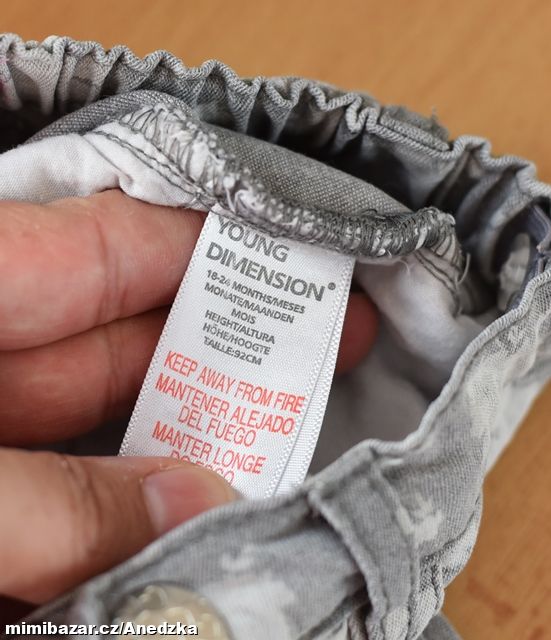 YOUNG
DIMENSION®
18-24 MONTHS/MESES
MONATE/MAANDEN
MOIS
HEIGHT/ALTURA
HÖHE/HOOGTE
TAILLE:92CM
KEEP AWAY FROM FIRE
MANTENER ALEJADO
DEL FUEGO
MANTER LONGE
mimibazar.cz/Anedzka